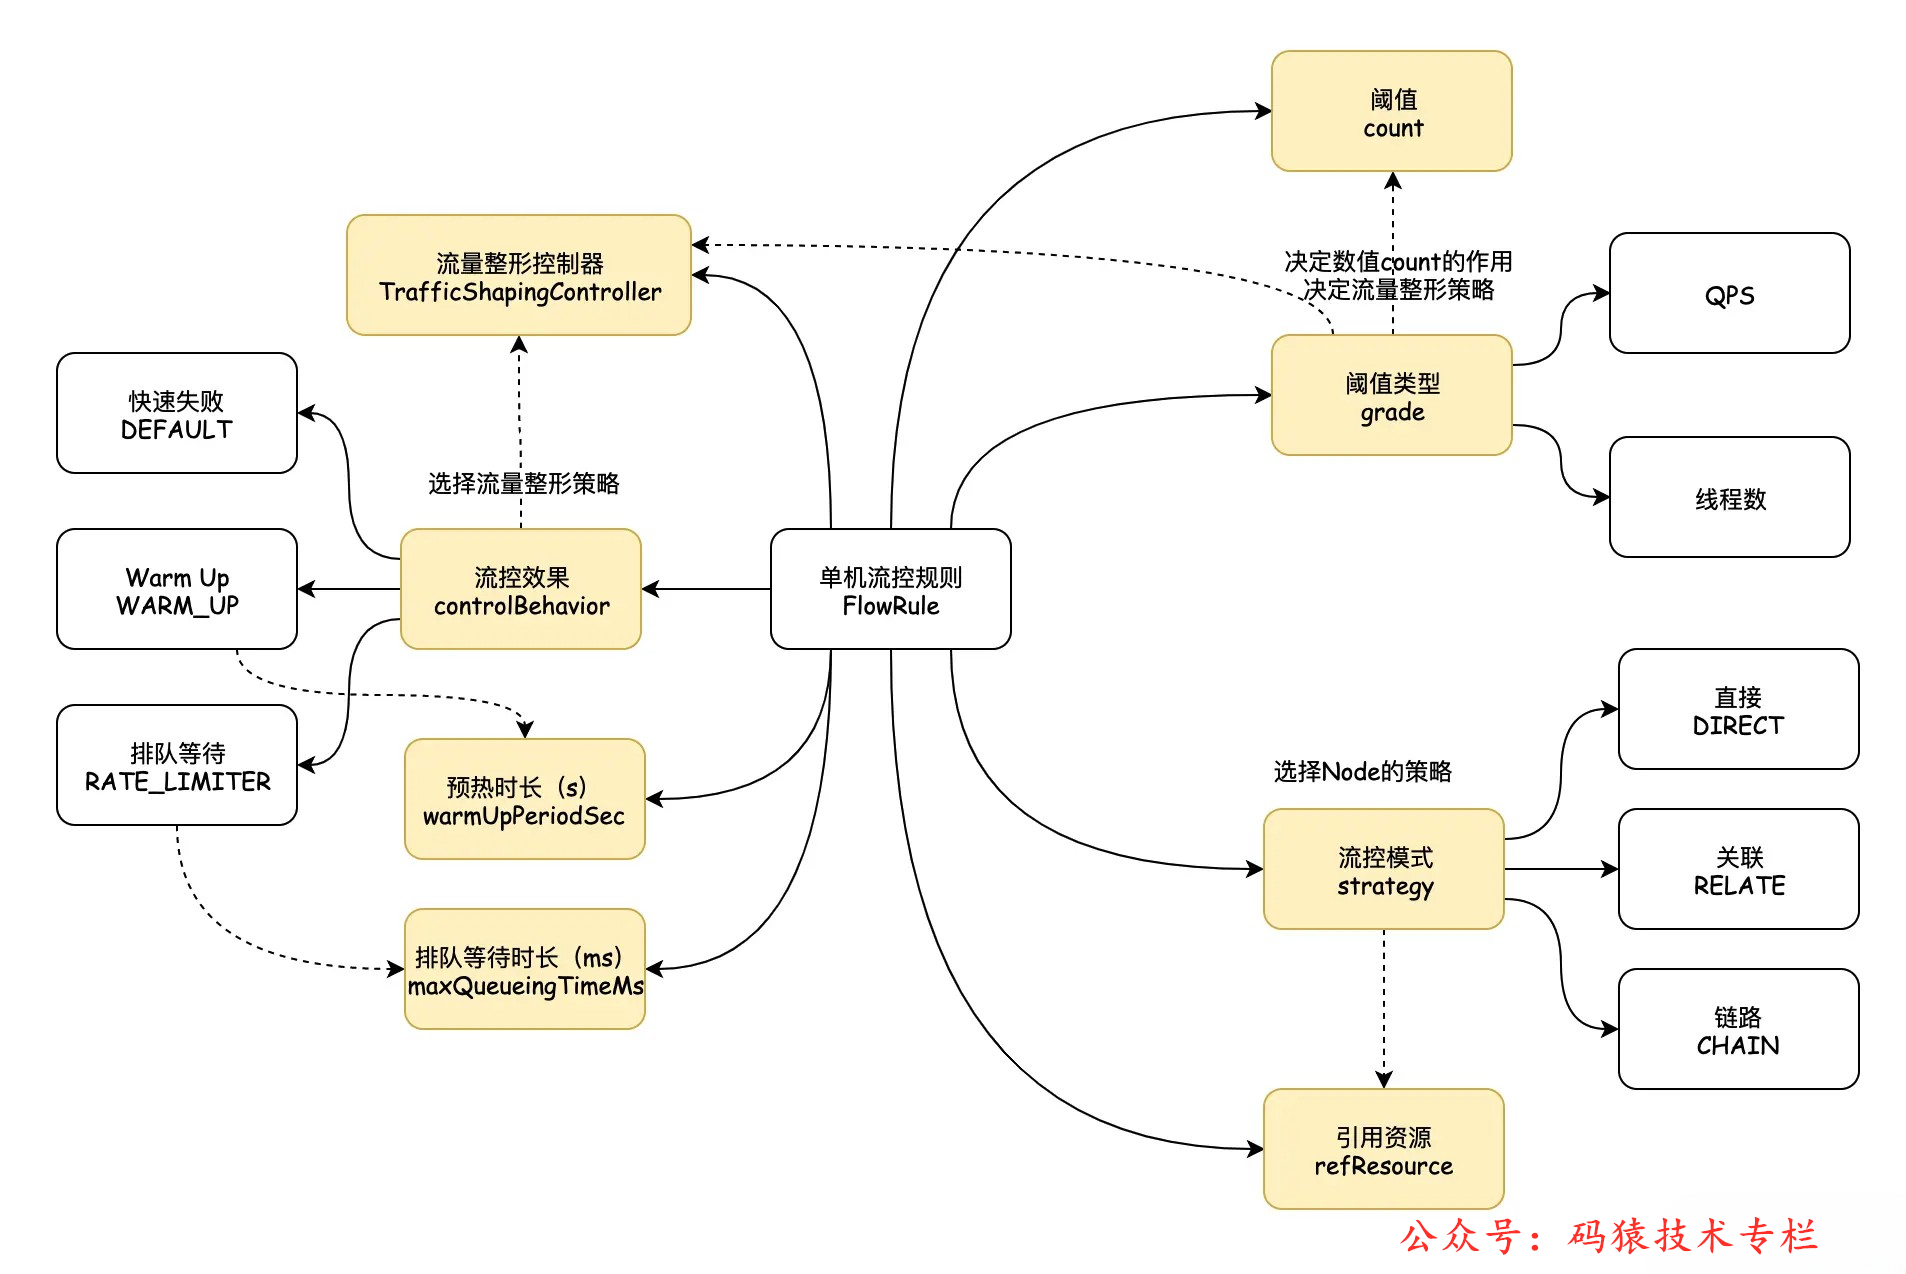 阈值
count
流量整形控制器
TrafficShapingController
决定数值count的作用
决定流量整形策略
QPS
快速失败
DEFAULT
阈值类型
grade
选择流量整形策略
线程数
Warm Up
WARM_UP
流控效果
controlBehavior
单机流控规则
FlowRule
直接
DIRECT
排队等待
RATE_LIMITER
预热时长（s）
warmUpPeriodSec
选择Node的策略
流控模式
strategy
关联
RELATE
排队等待时长（ms）
maxQueueingTimeMs
链路
CHAIN
引用资源
refResource
公众号：码猿技术专栏